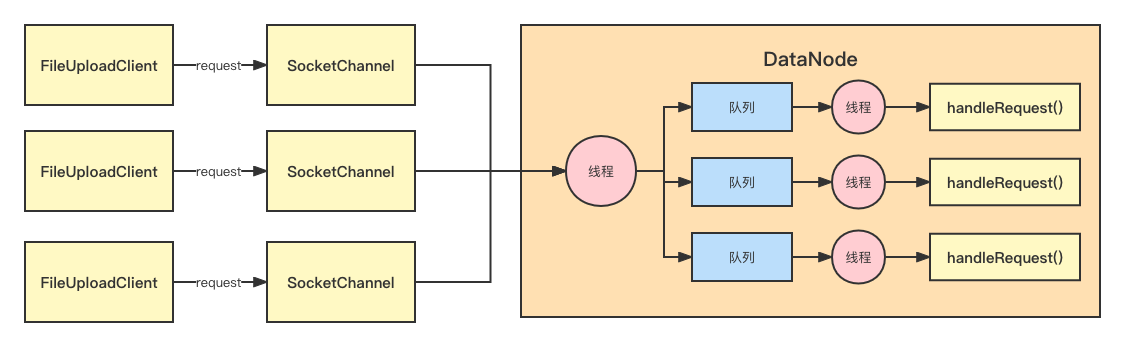 FileUploadClient
request
SocketChannel
FileUploadClient
request
SocketChannel
FileUploadClient
request
SocketChannel
DataNode
线程
队列
线程
handleRequest()
队列
线程
handleRequest()
队列
线程
handleRequest()